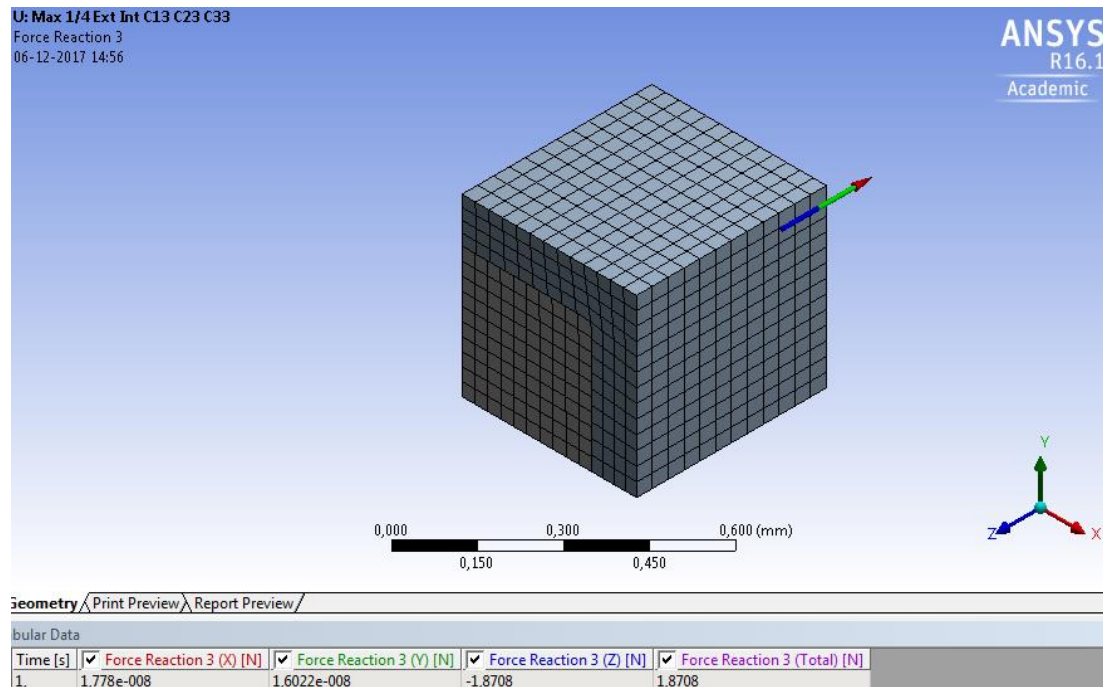 U: Max 1/4 Ext Int C13 C23 C33
Force Reaction 3
06-12-2017 14:56
ANSYS
R16.1
Academic
Y
Z X
0,000 0,300 0,600 (mm)
0,150 0,450
Geometry Print Preview Report Preview
bular Data
Time [s] Force Reaction 3 (X) [N] Force Reaction 3 (Y) [N] Force Reaction 3 (Z) [N] Force Reaction 3 (Total) [N]
1. 1.778e-008 1.6022e-008 -1.8708 1.8708